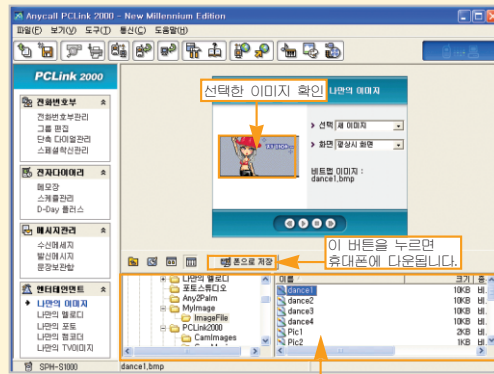 Anycall PCLink 2000 - New Millennium Edition
파일(F) 보기(V) 도구(T) 통신(C) 도움말(H)
PCLink 2000
전화번호부
전화번호부관리
그룹 편집
단축 다이얼관리
스페셜착신관리
전자다이어리
메모장
스케쥴관리
D-Day 플러스
메시지관리
수신메세지
발신메시지
문장보관함
엔터테인먼트
나만의 이미지
나만의 멜로디
나만의 포토
나만의 캠코더
나만의 TV이미지
선택한 이미지 확인
나만의 이미지
선택 새 이미지
화면 평상시 화면
비트맵 이미지 :
dance1.bmp
이 버튼을 누르면
휴대폰에 다운됩니다.
폰으로 저장
나만의 멜로디
포토스튜디오
Any2Palm
MyImage
ImageFile
PCLink2000
CamImages
이름 크기
dance1 10KB
dance2 10KB
dance3 10KB
dance4 10KB
Pic1 2KB
Pic2 1KB
SPH-S1000 dance1.bmp